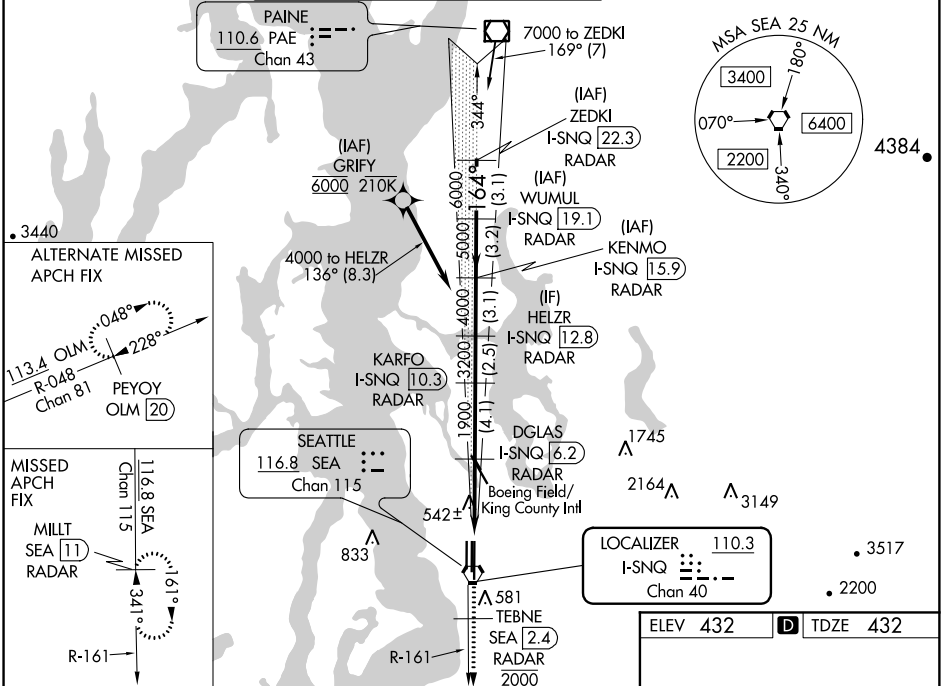 PAINE
110.6 PAE
Chan 43
7000 to ZEDKI
169° (7)
344°
(IAF)
ZEDKI
I-SNQ 22.3
RADAR
MSA SEA 25 NM
3400
180°
070°
6400
2200
340°
4384
(IAF)
GRIFY
6000 210K
6000
164°
(3.1)
(IAF)
WUMUL
I-SNQ 19.1
RADAR
5000
(3.2)
(IAF)
KENMO
I-SNQ 15.9
RADAR
3440
4000 to HELZR
136° (8.3)
4000
(3.1)
(IF)
HELZR
I-SNQ 12.8
RADAR
ALTERNATE MISSED
APCH FIX
048°
228°
113.4 OLM
R-048
Chan 81
PEYOY
OLM 20
KARFO
I-SNQ 10.3
RADAR
3200
(2.5)
1900
(4.1)
DGLAS
I-SNQ 6.2
RADAR
Boeing Field/
King County Intl
1745
2164
3149
SEATTLE
116.8 SEA
Chan 115
542±
833
MISSED
APCH
FIX
116.8 SEA
Chan 115
MILLT
SEA 11
RADAR
161°
341°
R-161
LOCALIZER 110.3
I-SNQ
Chan 40
3517
2200
581
TEBNE
SEA 2.4
RADAR
2000
R-161
ELEV 432 D TDZE 432